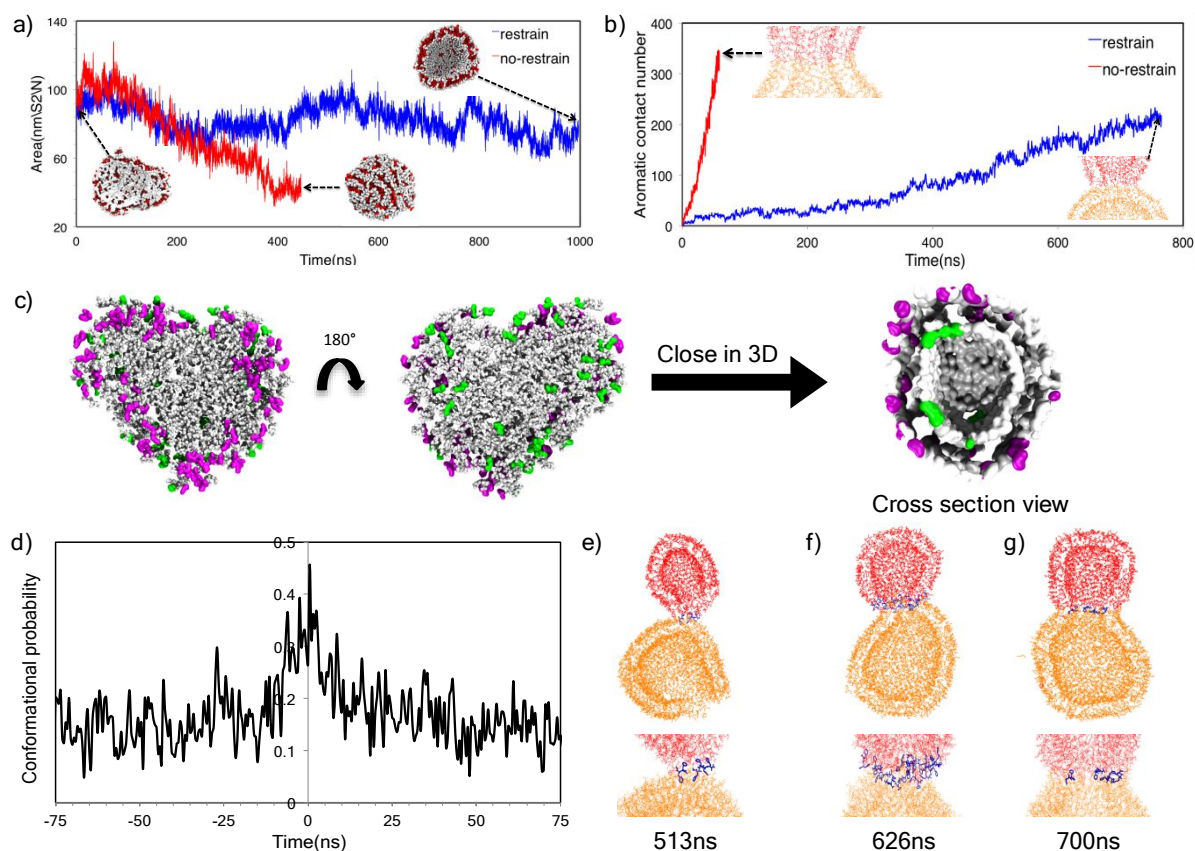 a)
Area(nm\S2\N)
140
100
60
20
0
200
400
600
800
1000
Time(ns)
restrain
no-restrain
b)
Aromatic contact number
400
300
200
100
0
0
200
400
600
800
Time(ns)
restrain
no-restrain
c)
180°
Close in 3D
Cross section view
d)
Conformational probability
0.5
0.4
0.3
0.2
0.1
0
-75
-50
-25
0
25
50
75
Time(ns)
e)
f)
g)
513ns
626ns
700ns